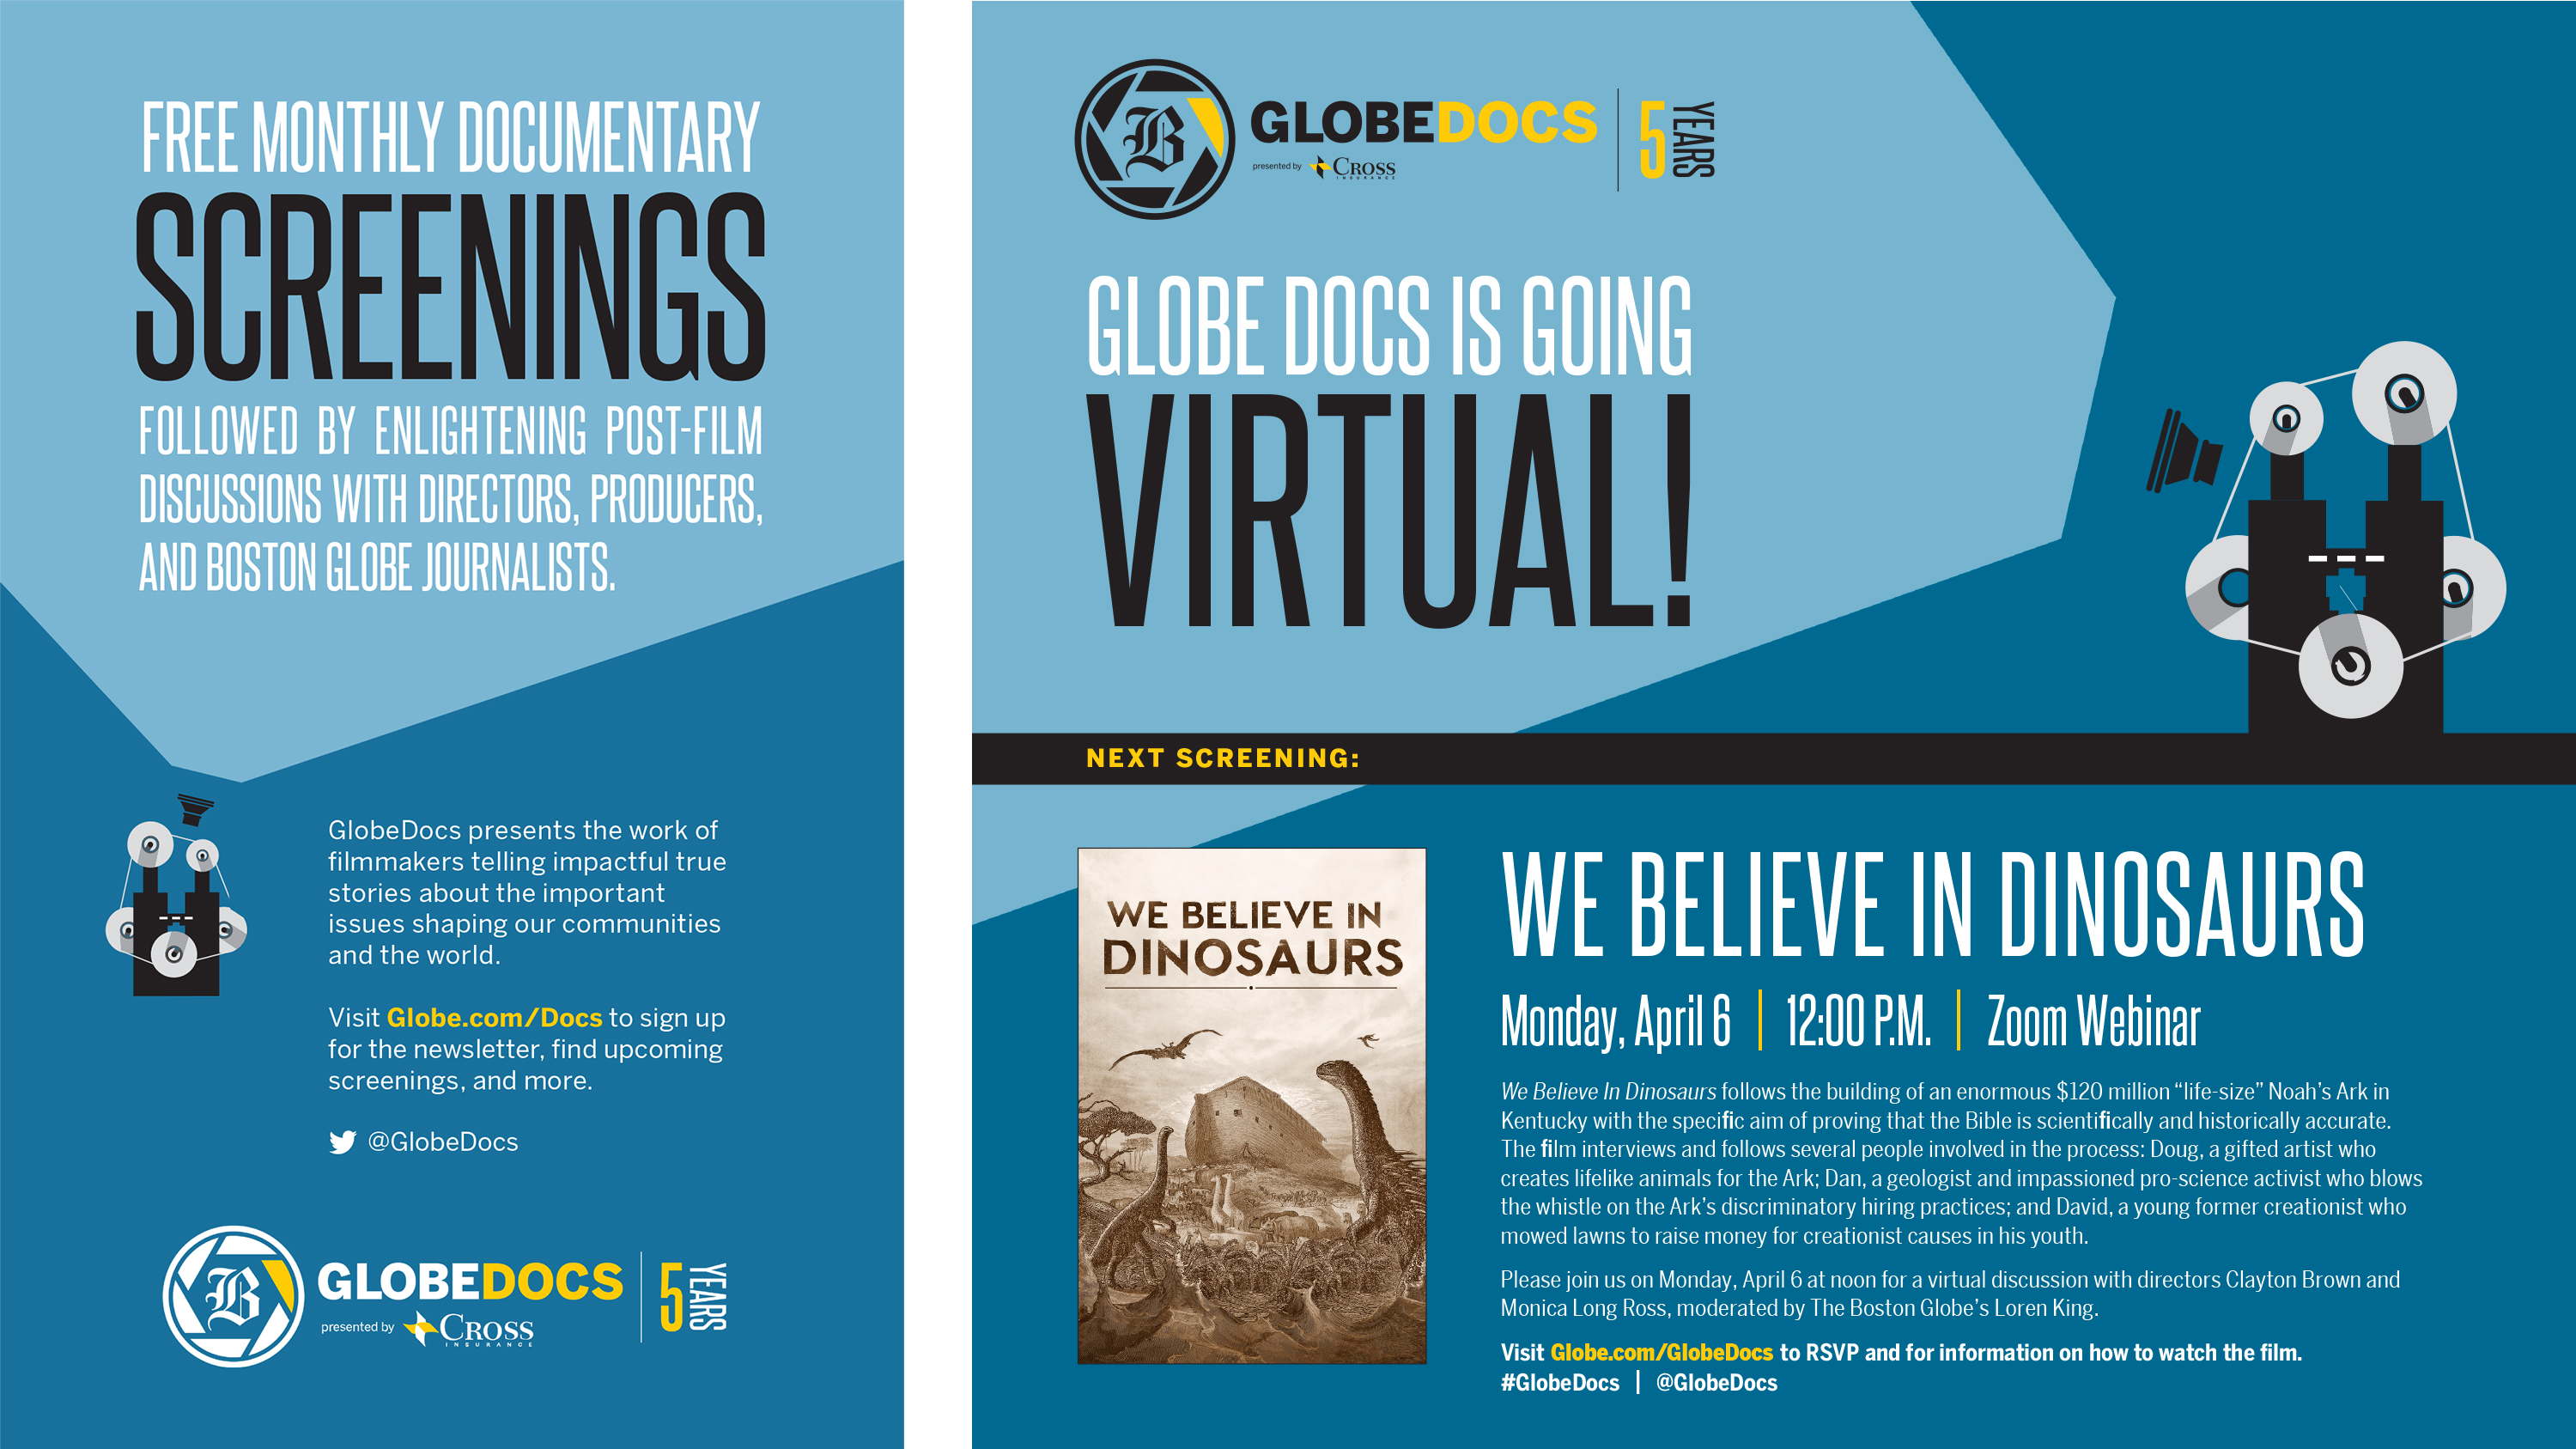 FREE MONTHLY DOCUMENTARY
SCREENINGS
FOLLOWED BY ENLIGHTENING POST-FILM
DISCUSSIONS WITH DIRECTORS, PRODUCERS,
AND BOSTON GLOBE JOURNALISTS.
GlobeDocs presents the work of
filmmakers telling impactful true
stories about the important
issues shaping our communities
and the world.
Visit Globe.com/Docs to sign up
for the newsletter, find upcoming
screenings, and more.
@GlobeDocs
B
GLOBEDOCS
presented by CROSS
INSURANCE
5 YEARS
B
GLOBEDOCS
presented by CROSS
INSURANCE
5 YEARS
GLOBE DOCS IS GOING
VIRTUAL!
NEXT SCREENING:
WE BELIEVE IN
DINOSAURS
WE BELIEVE IN DINOSAURS
Monday, April 6 | 12:00 P.M. | Zoom Webinar
We Believe In Dinosaurs follows the building of an enormous $120 million “life-size” Noah’s Ark in
Kentucky with the specific aim of proving that the Bible is scientifically and historically accurate.
The film interviews and follows several people involved in the process: Doug, a gifted artist who
creates lifelike animals for the Ark; Dan, a geologist and impassioned pro-science activist who blows
the whistle on the Ark’s discriminatory hiring practices; and David, a young former creationist who
mowed lawns to raise money for creationist causes in his youth.
Please join us on Monday, April 6 at noon for a virtual discussion with directors Clayton Brown and
Monica Long Ross, moderated by The Boston Globe’s Loren King.
Visit Globe.com/GlobeDocs to RSVP and for information on how to watch the film.
#GlobeDocs | @GlobeDocs